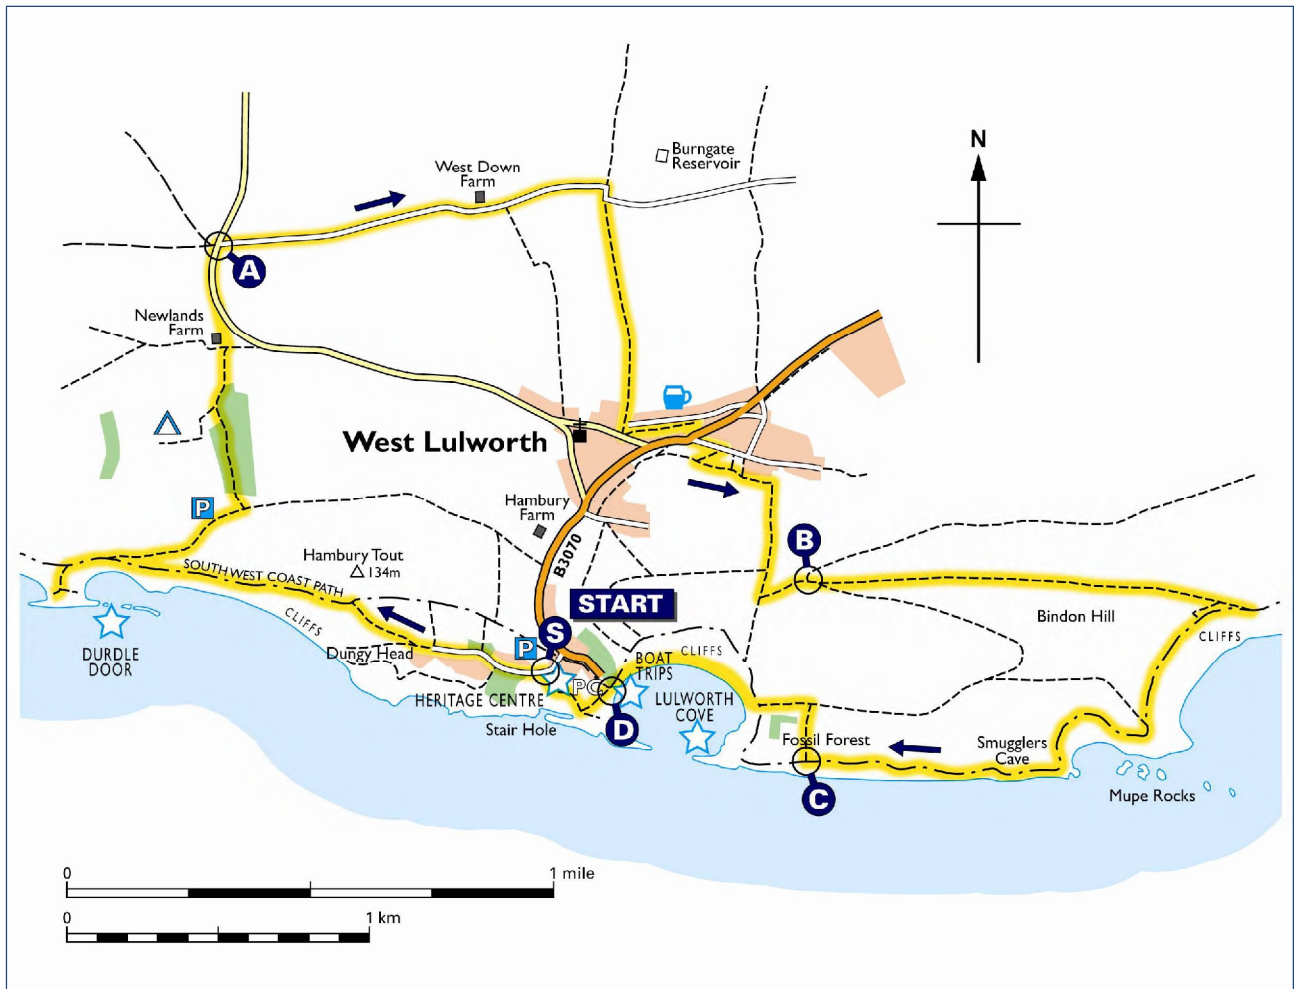 Burngate
Reservoir
N
West Down
Farm
A
Newlands
Farm
West Lulworth
P
Hambury
Farm
B3070
B
Hambury Tout
134m
SOUTH WEST COAST PATH
START
CLIFFS
S
P
Bindon Hill
CLIFFS
DURDLE
DOOR
Dungy Head
BOAT
TRIPS
CLIFFS
PC
HERITAGE CENTRE
LULWORTH
COVE
Stair Hole
D
Fossil Forest
Smugglers
Cave
C
Mupe Rocks
0
1 mile
0
1 km